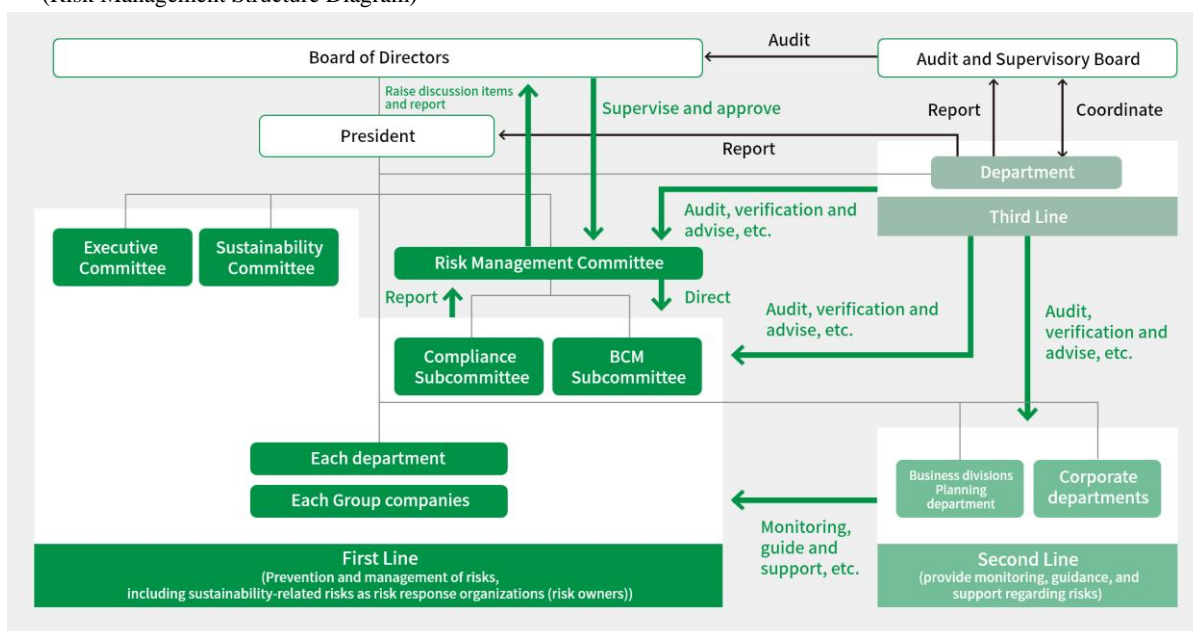 (Risk Management Structure Diagram)
Board of Directors
Audit
Audit and Supervisory Board
Raise discussion items
and report
Supervise and approve
Report
Coordinate
President
Report
Department
Third Line
Audit, verification and
advise, etc.
Executive
Committee
Sustainability
Committee
Risk Management Committee
Report
Direct
Audit, verification and
advise, etc.
Audit,
verification and
advise, etc.
Compliance
Subcommittee
BCM
Subcommittee
Each department
Each Group companies
Business divisions
Planning
department
Corporate
departments
Monitoring,
guide and
support, etc.
First Line
(Prevention and management of risks,
including sustainability-related risks as risk response organizations (risk owners))
Second Line
(provide monitoring, guidance, and
support regarding risks)